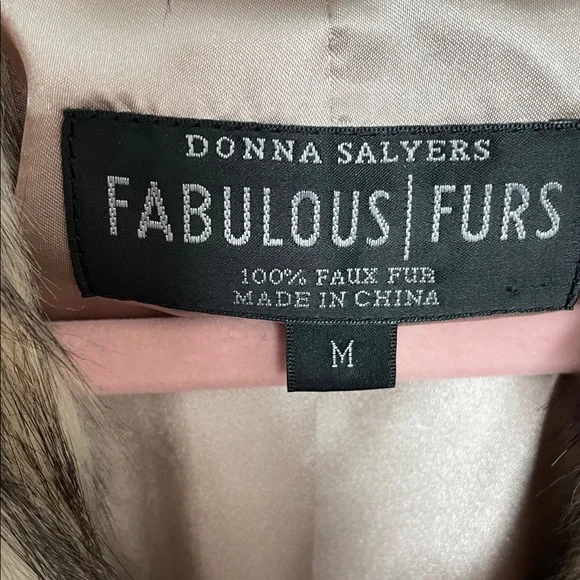 DONNA SALYERS
FABULOUS | FURS
100% FAUX FUR
MADE IN CHINA
M